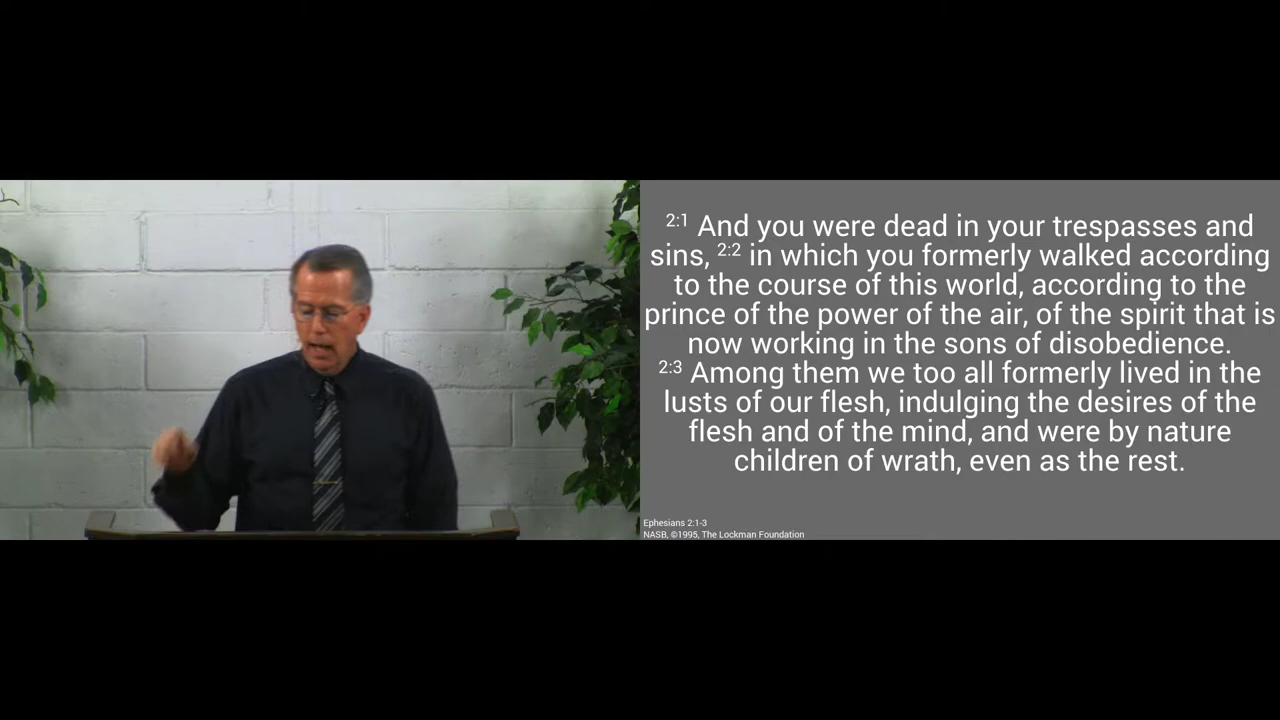 2:1 And you were dead in your trespasses and
sins, 2:2 in which you formerly walked according
to the course of this world, according to the
prince of the power of the air, of the spirit that is
now working in the sons of disobedience.
2:3 Among them we too all formerly lived in the
lusts of our flesh, indulging the desires of the
flesh and of the mind, and were by nature
children of wrath, even as the rest.
Ephesians 2:1-3
NASB, ©1995, The Lockman Foundation